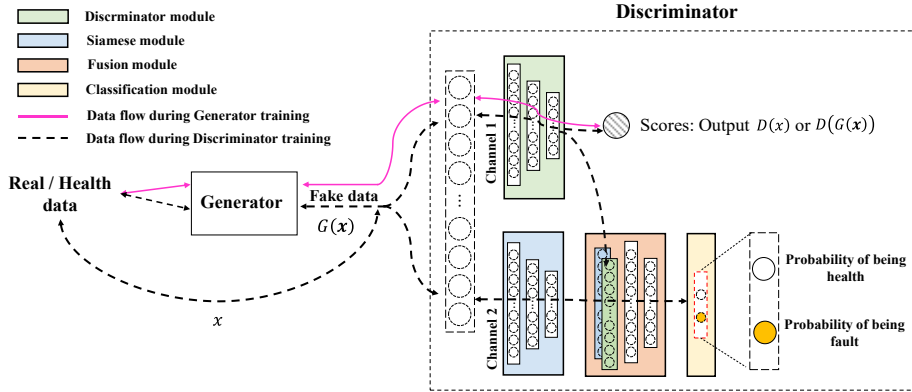 Discriminator
Discrminator module
Siamese module
Fusion module
Classification module
Data flow during Generator training
Data flow during Discriminator training
Channel 1
Scores: Output D(x) or D(G(x))
Real / Health
data
Generator
Fake data
G(x)
x
Channel 2
Probability of being
health
Probability of being
fault